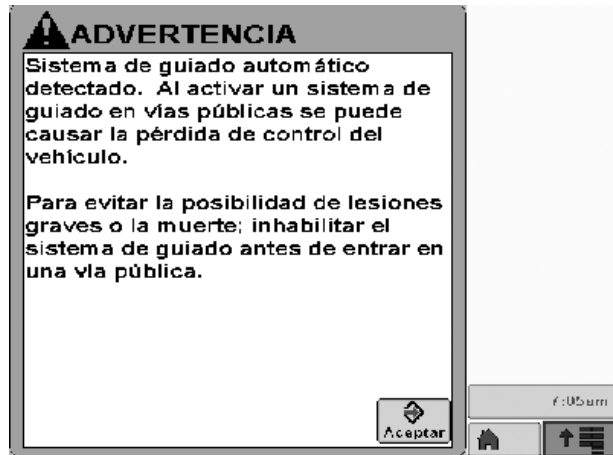 ADVERTENCIA
Sistema de guiado automático
detectado. Al activar un sistema de
guiado en vías públicas se puede
causar la pérdida de control del
vehículo.
Para evitar la posibilidad de lesiones
graves o la muerte; inhabilitar el
sistema de guiado antes de entrar en
una vía pública.
Aceptar
7:05am